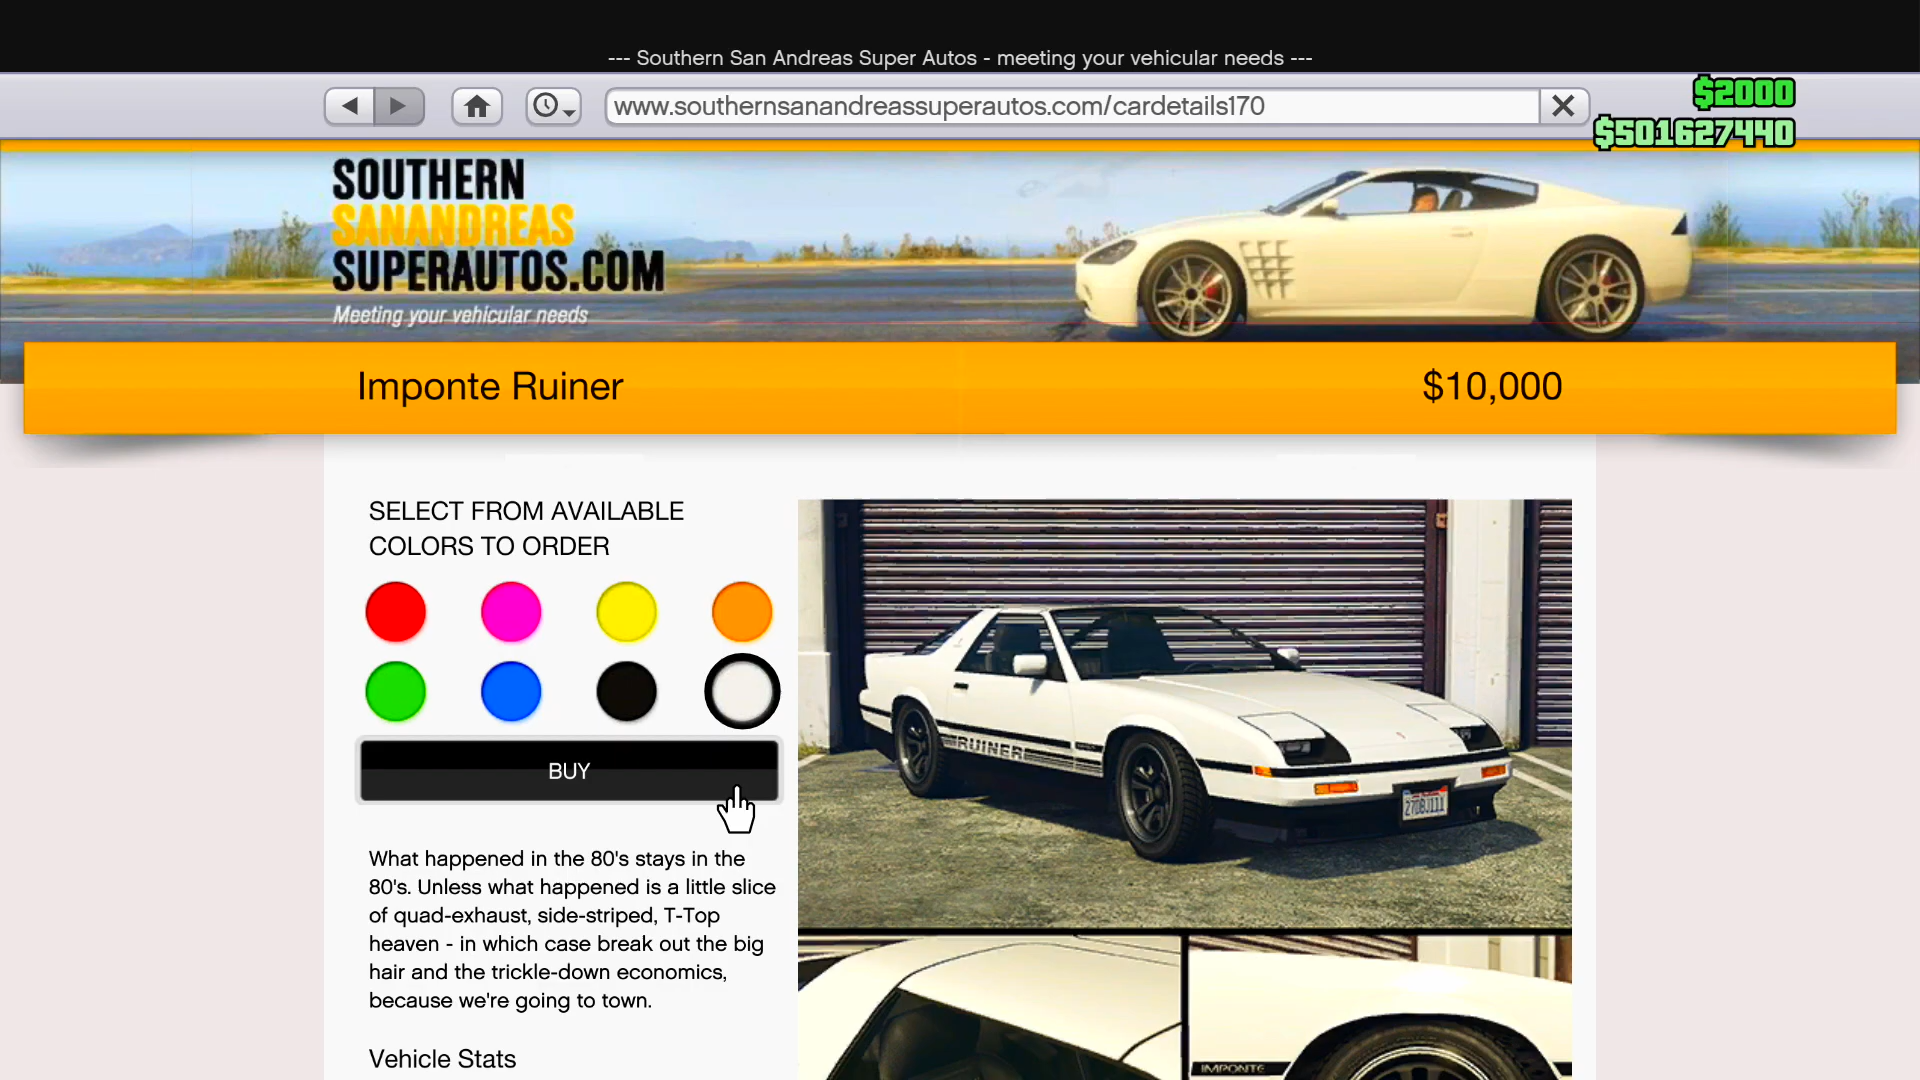 --- Southern San Andreas Super Autos - meeting your vehicular needs ---
www.southernsanandreassuperautos.com/cardetails170
$2000
$501627440
SOUTHERN
SANANDREAS
SUPERAUTOS.COM
Meeting your vehicular needs
Imponte Ruiner
$10,000
SELECT FROM AVAILABLE
COLORS TO ORDER
BUY
RUINER
What happened in the 80's stays in the
80's. Unless what happened is a little slice
of quad-exhaust, side-striped, T-Top
heaven - in which case break out the big
hair and the trickle-down economics,
because we're going to town.
Vehicle Stats
IMPONTE